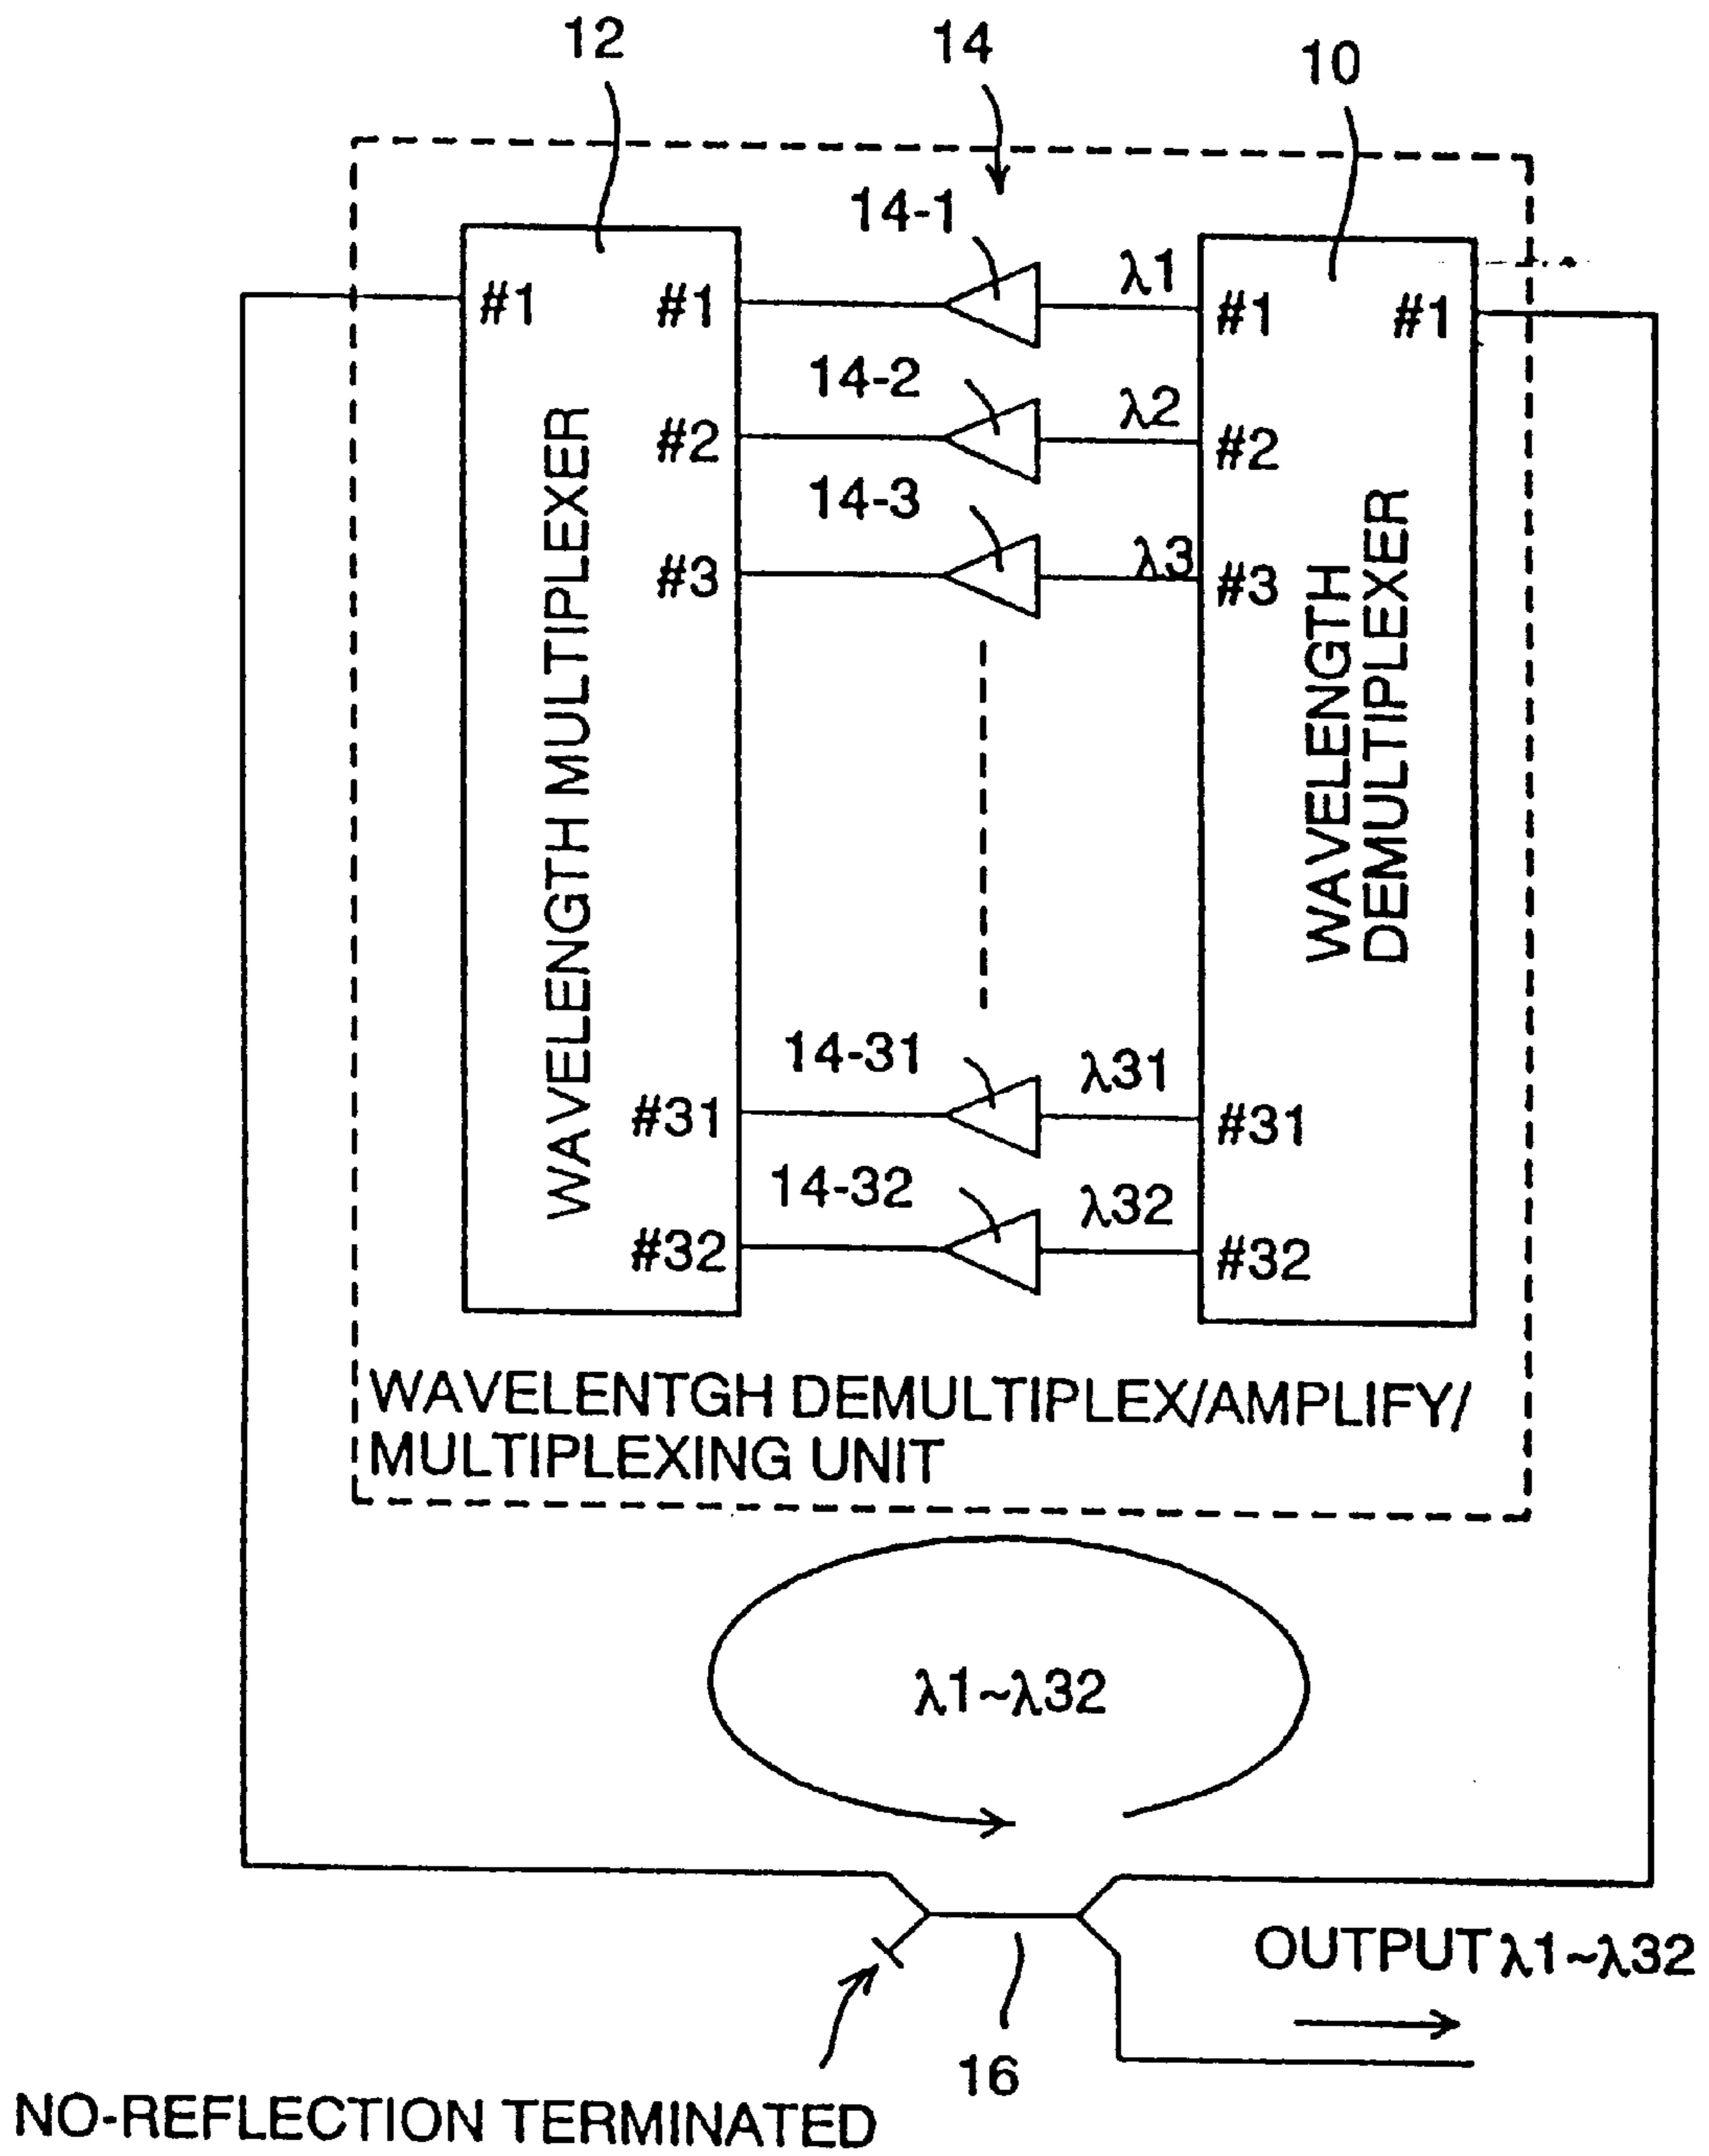 12
14
10
14-1
λ1
#1
#1
#1
#1
14-2
λ2
#2
#2
14-3
λ3
#3
#3
WAVELENGTH MULTIPLEXER
WAVELENGTH
DEMULTIPLEXER
14-31
λ31
#31
#31
14-32
λ32
#32
#32
WAVELENTGH DEMULTIPLEX/AMPLIFY/
MULTIPLEXING UNIT
λ1~λ32
OUTPUT λ1~λ32
16
NO-REFLECTION TERMINATED